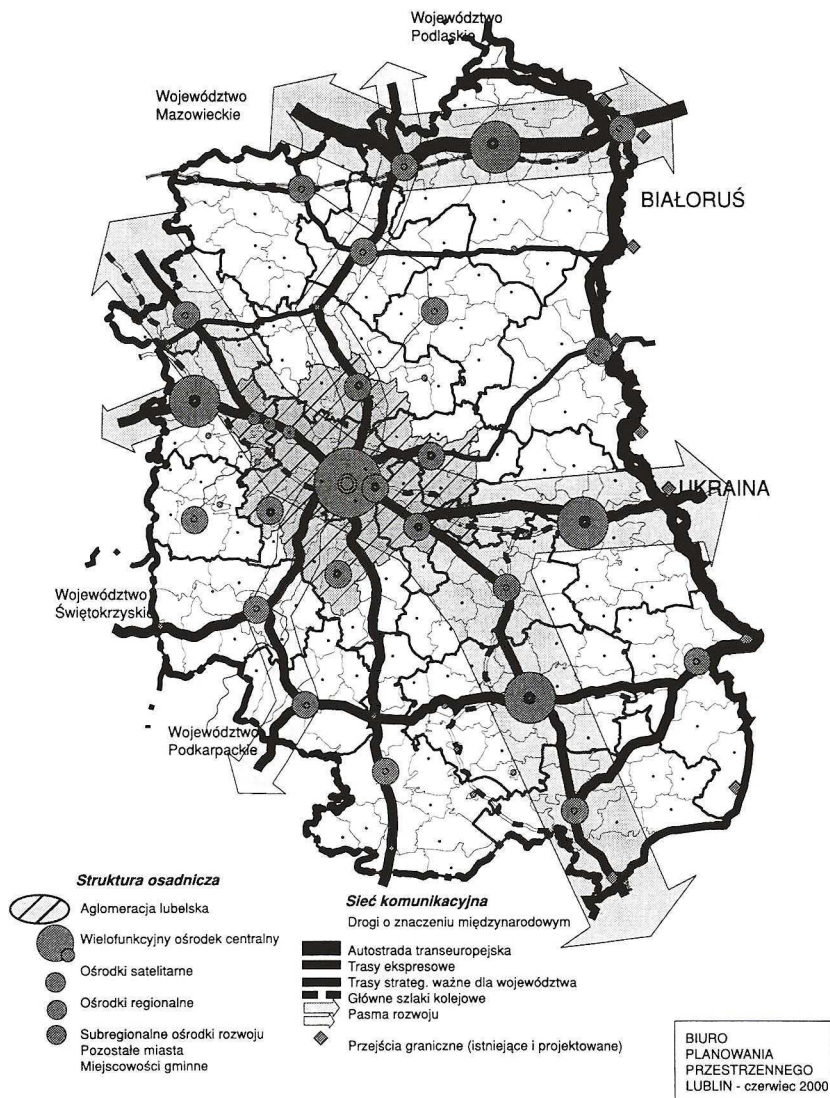 Województwo
Podlaskie
Województwo
Mazowieckie
BIAŁORUŚ
UKRAINA
Województwo
Świętokrzyskie
Województwo
Podkarpackie
Struktura osadnicza
Aglomeracja lubelska
Wielofunkcyjny ośrodek centralny
Ośrodki satelitarne
Ośrodki regionalne
Subregionalne ośrodki rozwoju
Pozostałe miasta
Miejscowości gminne
Sieć komunikacyjna
Drogi o znaczeniu międzynarodowym
Autostrada transeuropejska
Trasy ekspresowe
Trasy strateg. ważne dla województwa
Główne szlaki kolejowe
Pasma rozwoju
Przejścia graniczne (istniejące i projektowane)
BIURO
PLANOWANIA
PRZESTRZENNEGO
LUBLIN - czerwiec 2000